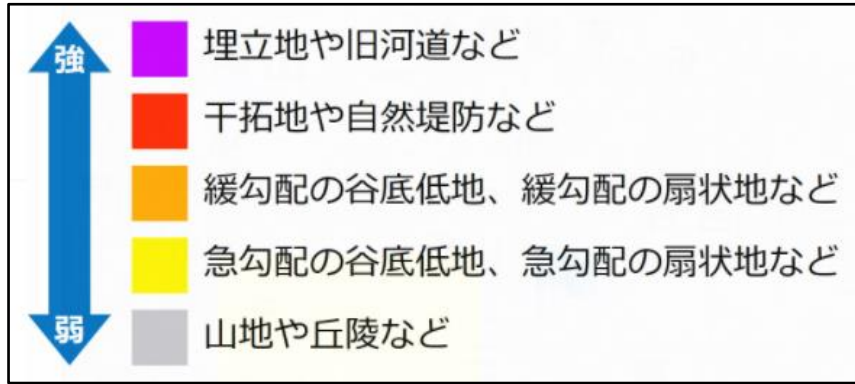 強
埋立地や旧河道など
干拓地や自然堤防など
緩勾配の谷底低地、緩勾配の扇状地など
急勾配の谷底低地、急勾配の扇状地など
弱
山地や丘陵など